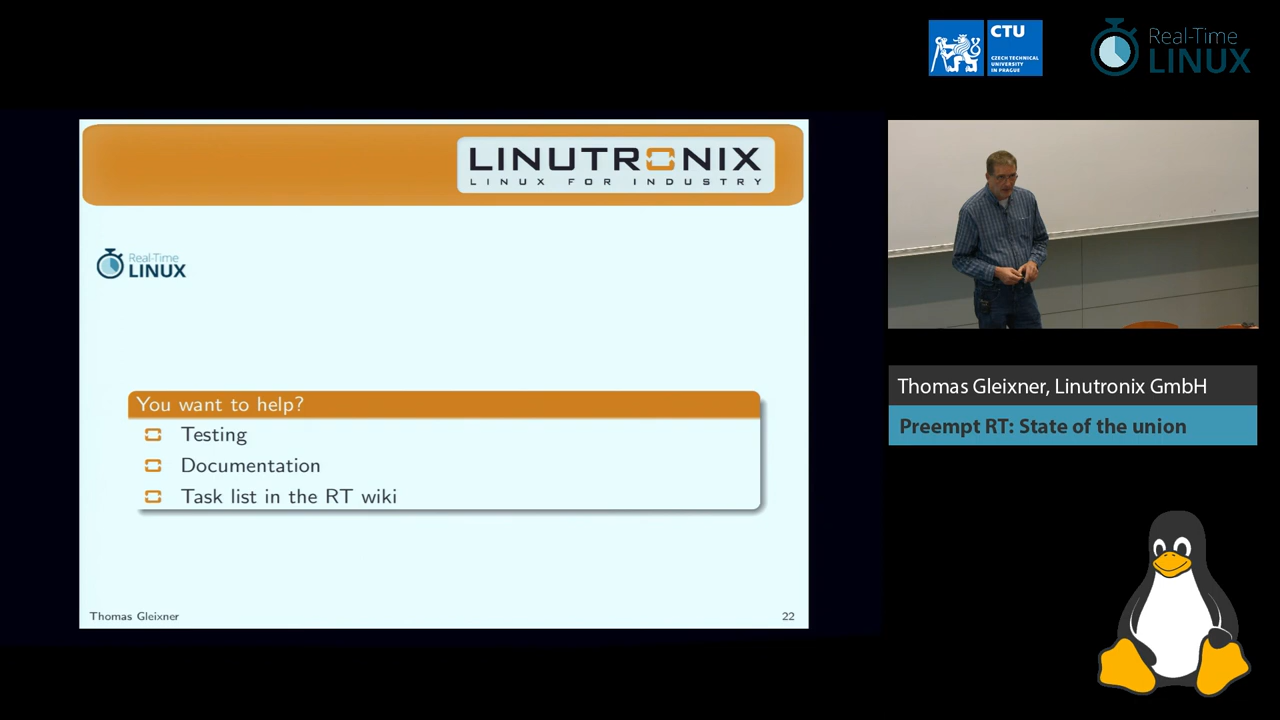 CTU
CZECH TECHNICAL
UNIVERSITY
IN PRAGUE
Real-Time
LINUX
LINUTRONIX
LINUX FOR INDUSTRY
Real-Time
LINUX
You want to help?
Testing
Documentation
Task list in the RT wiki
Thomas Gleixner
22
Thomas Gleixner, Linutronix GmbH
Preempt RT: State of the union